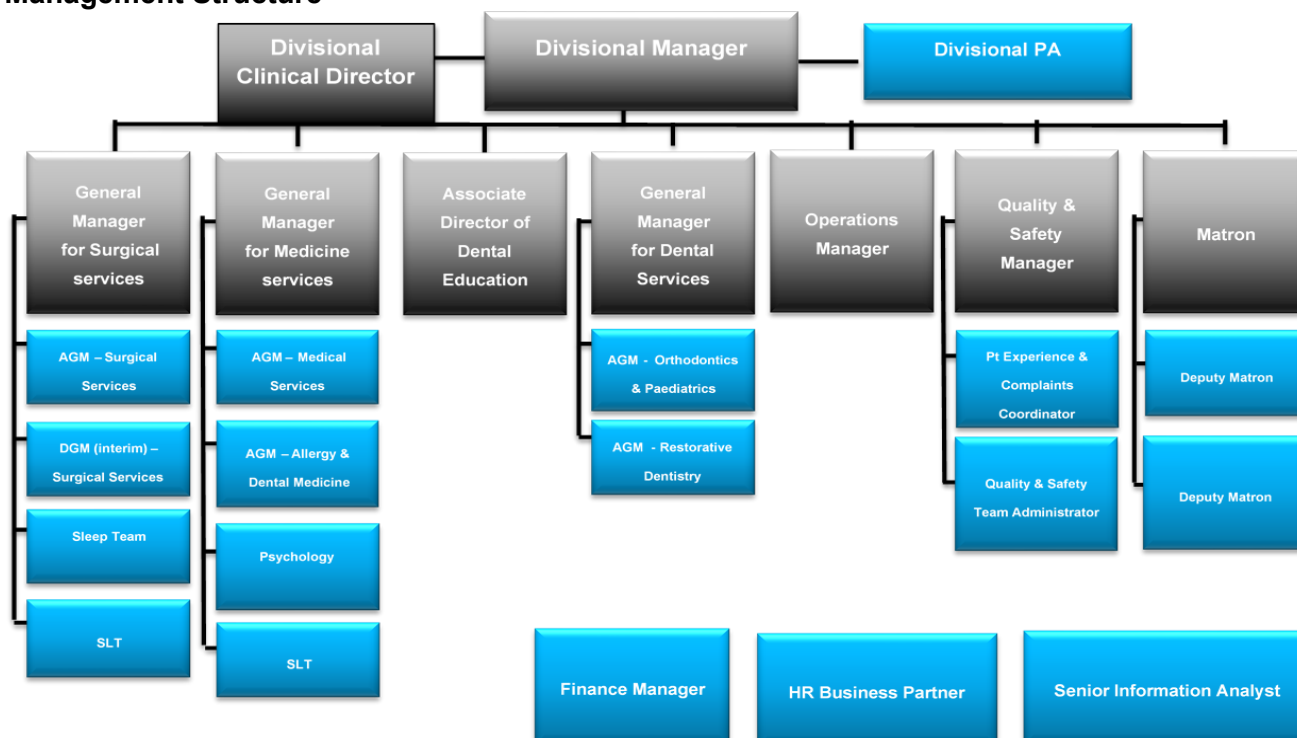 Management Structure
Divisional
Clinical Director
Divisional Manager
Divisional PA
General
Manager
for Surgical
services
General
Manager
for Medicine
services
Associate
Director of
Dental
Education
General
Manager
for Dental
Services
Operations
Manager
Quality &
Safety
Manager
Matron
AGM – Surgical
Services
DGM (interim) –
Surgical Services
Sleep Team
SLT
AGM – Medical
Services
AGM – Allergy &
Dental Medicine
Psychology
SLT
AGM - Orthodontics
& Paediatrics
AGM - Restorative
Dentistry
Pt Experience &
Complaints
Coordinator
Quality & Safety
Team Administrator
Deputy Matron
Deputy Matron
Finance Manager
HR Business Partner
Senior Information Analyst